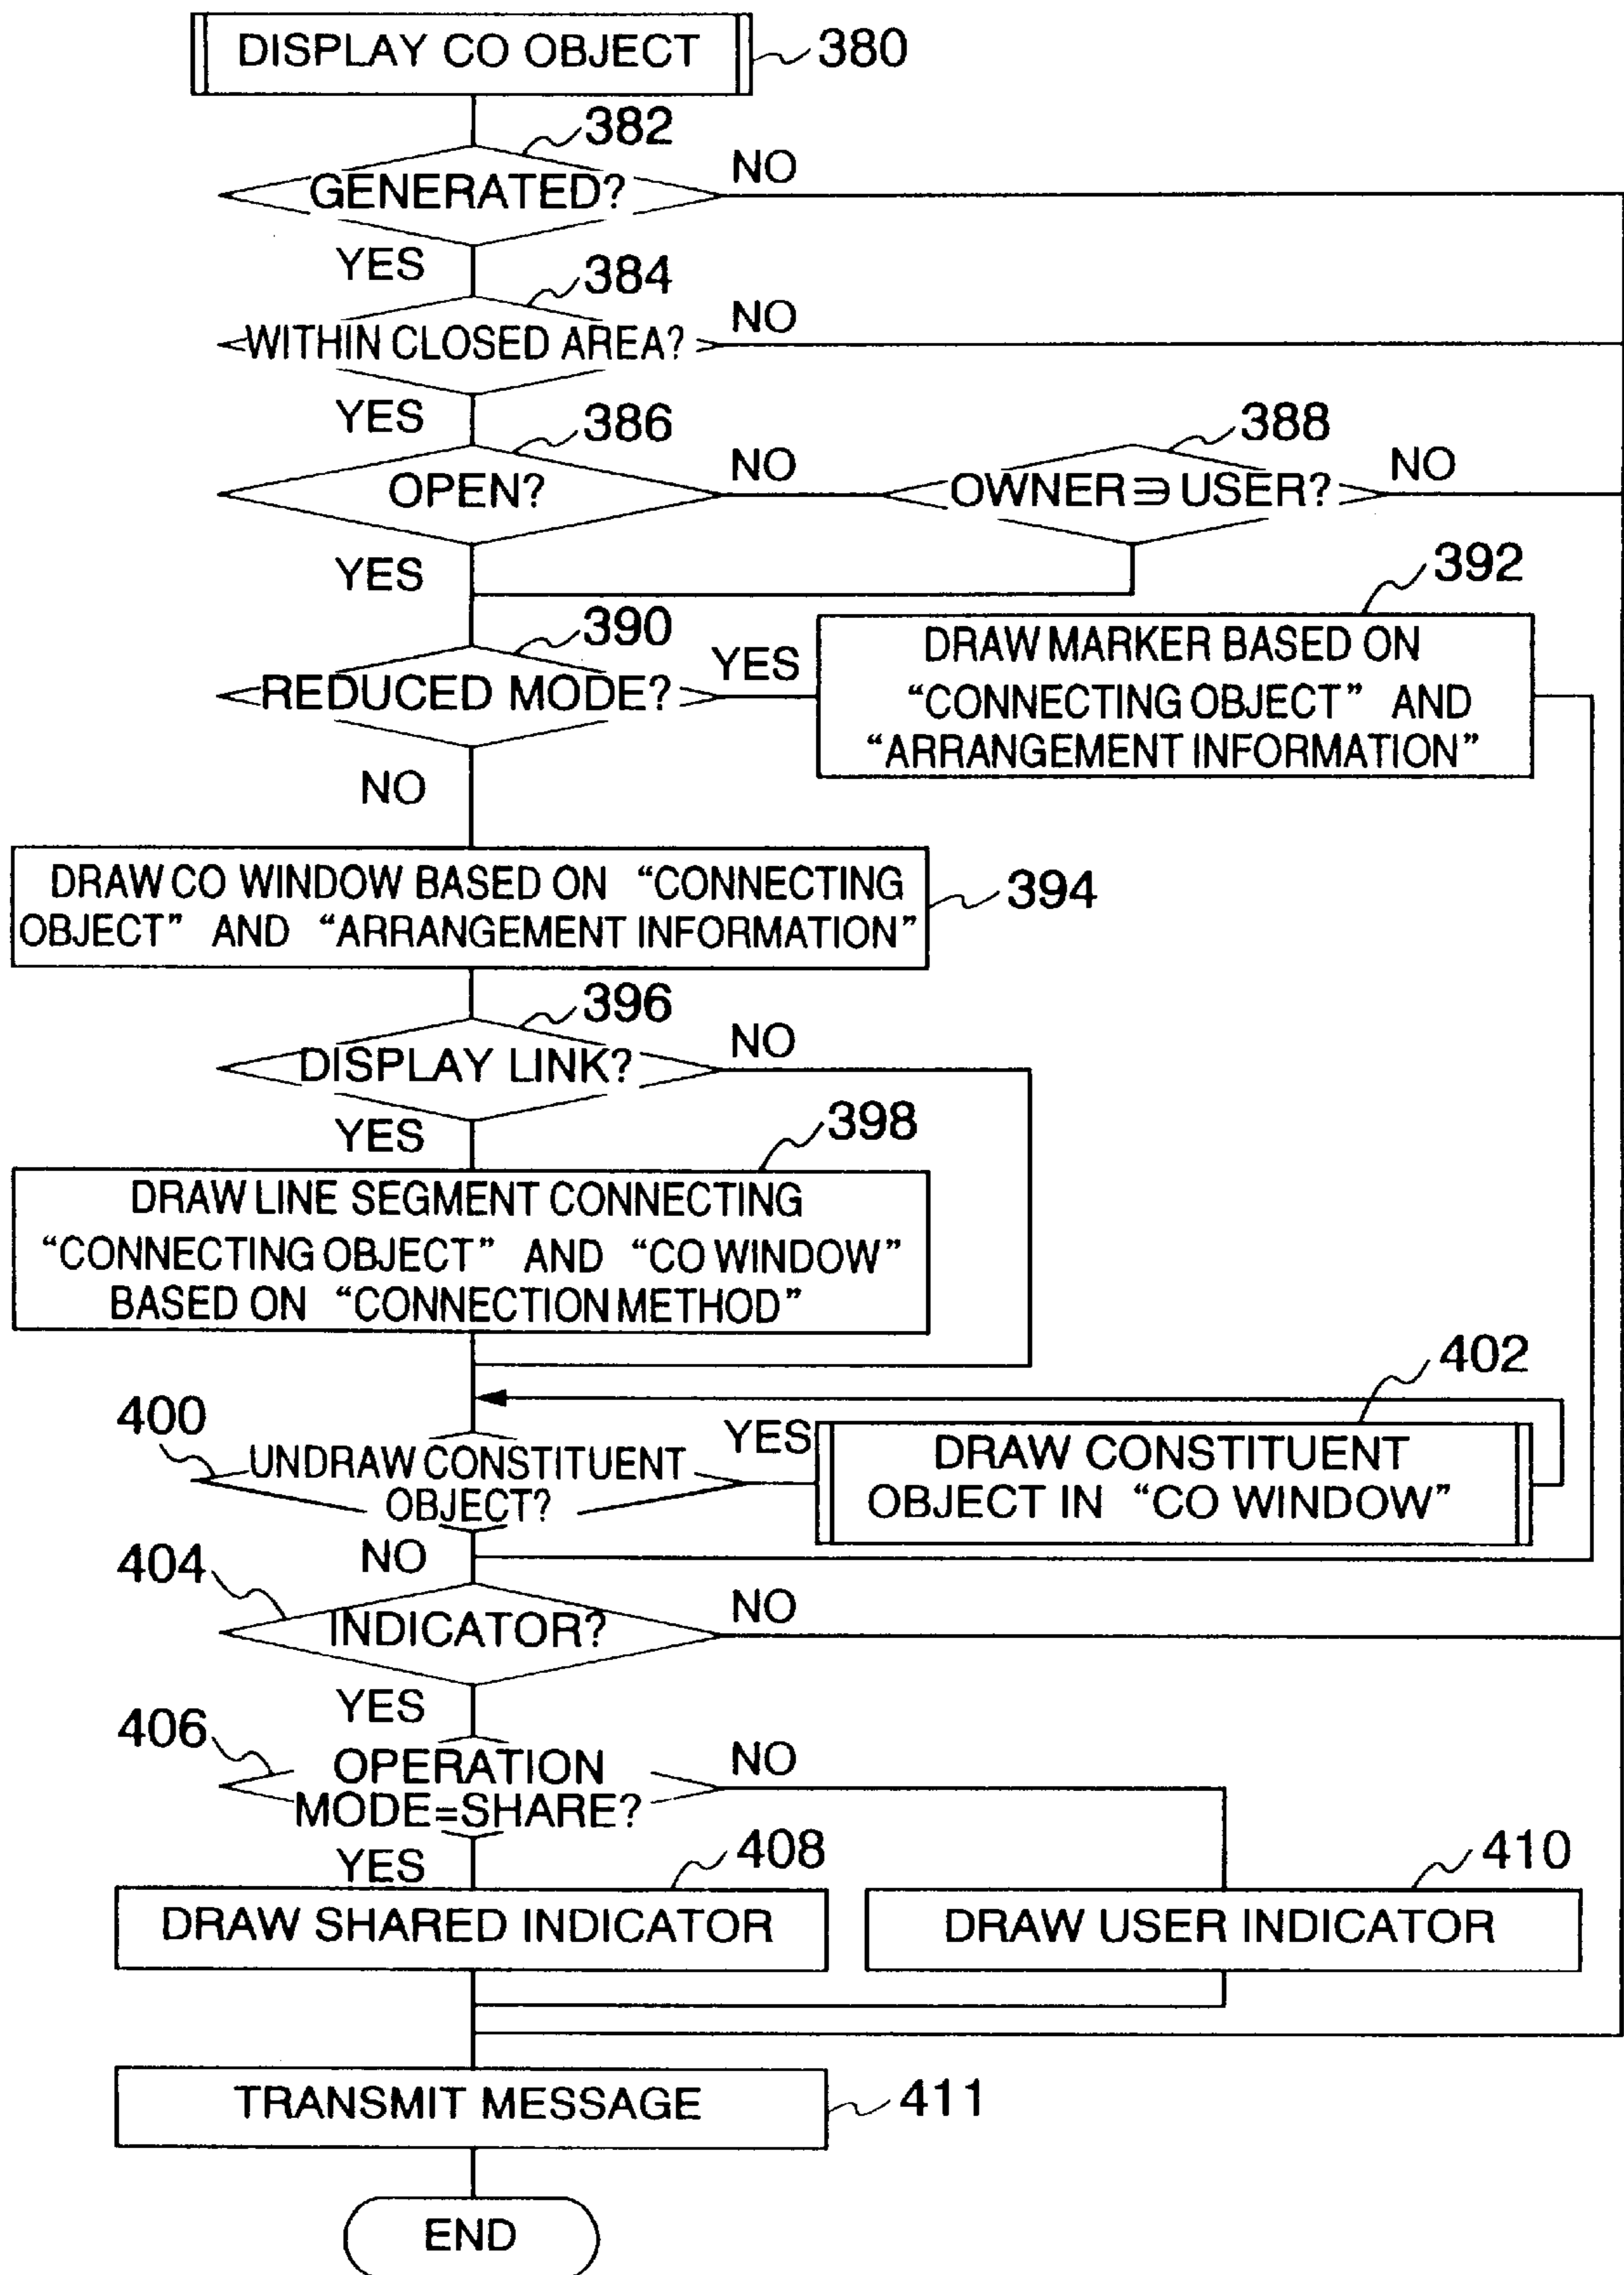 DISPLAY CO OBJECT
380
382
GENERATED?
NO
YES
384
WITHIN CLOSED AREA?
NO
YES
386
OPEN?
NO
388
OWNER∋USER?
NO
YES
390
REDUCED MODE?
YES
392
DRAW MARKER BASED ON
“CONNECTING OBJECT” AND
“ARRANGEMENT INFORMATION”
NO
DRAW CO WINDOW BASED ON “CONNECTING
OBJECT” AND “ARRANGEMENT INFORMATION”
394
396
DISPLAY LINK?
NO
YES
398
DRAW LINE SEGMENT CONNECTING
“CONNECTING OBJECT” AND “CO WINDOW”
BASED ON “CONNECTION METHOD”
400
UNDRAW CONSTITUENT
OBJECT?
YES
402
DRAW CONSTITUENT
OBJECT IN “CO WINDOW”
NO
404
INDICATOR?
NO
YES
406
OPERATION
MODE=SHARE?
NO
YES
408
DRAW SHARED INDICATOR
410
DRAW USER INDICATOR
TRANSMIT MESSAGE
411
END